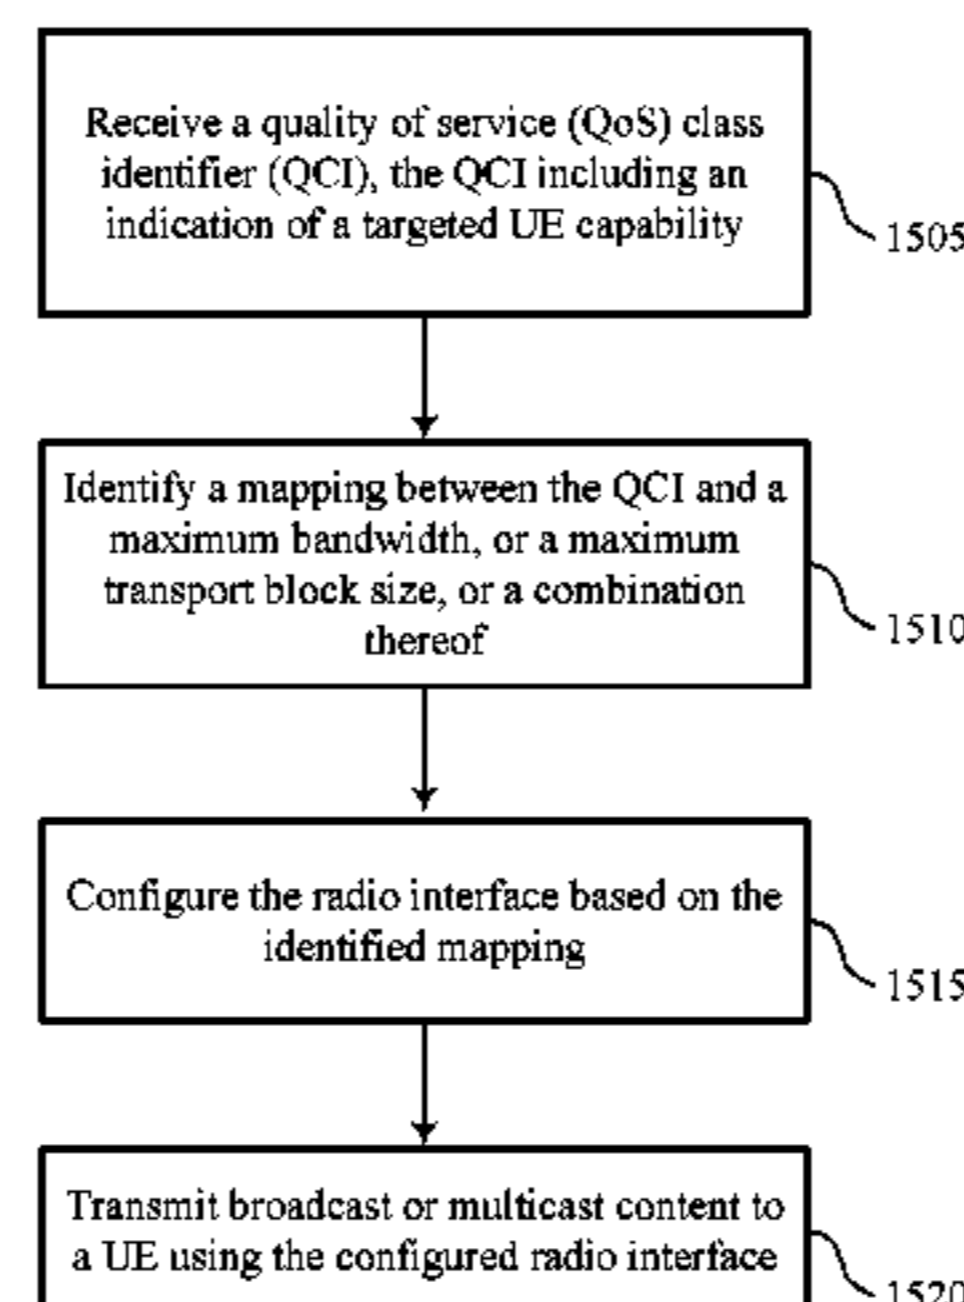 Receive a quality of service (QoS) class
identifier (QCI), the QCI including an
indication of a targeted UE capability
1505
Identify a mapping between the QCI and a
maximum bandwidth, or a maximum
transport block size, or a combination
thereof
1510
Configure the radio interface based on the
identified mapping
1515
Transmit broadcast or multicast content to
a UE using the configured radio interface
1520